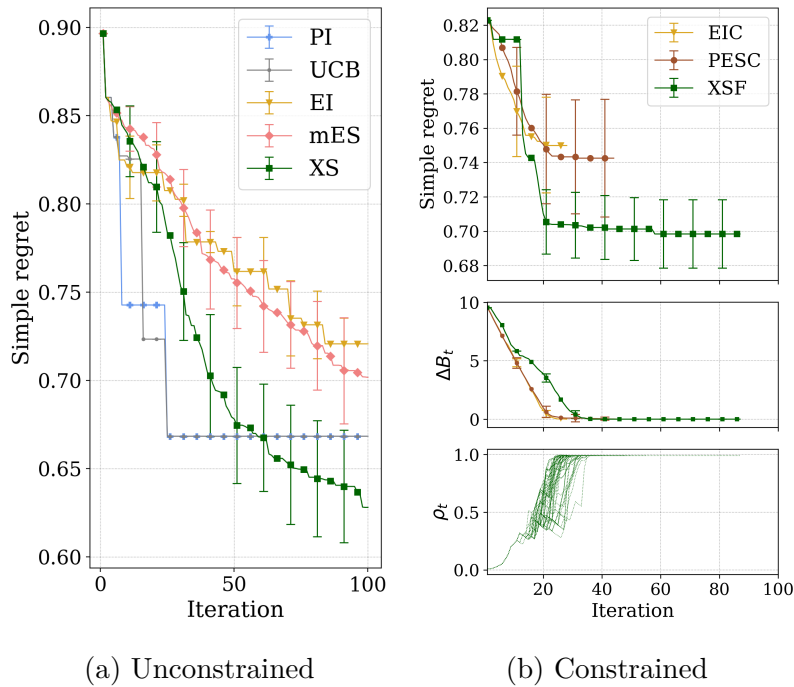 0.90
0.85
0.80
0.75
0.70
0.65
0.60
Simple regret
PI
UCB
EI
mES
XS
0
50
100
Iteration
(a) Unconstrained
0.82
0.80
0.78
0.76
0.74
0.72
0.70
0.68
Simple regret
EIC
PESC
XSF
10
5
0
ΔBₜ
1.0
0.5
0.0
ρₜ
20
40
60
80
100
Iteration
(b) Constrained